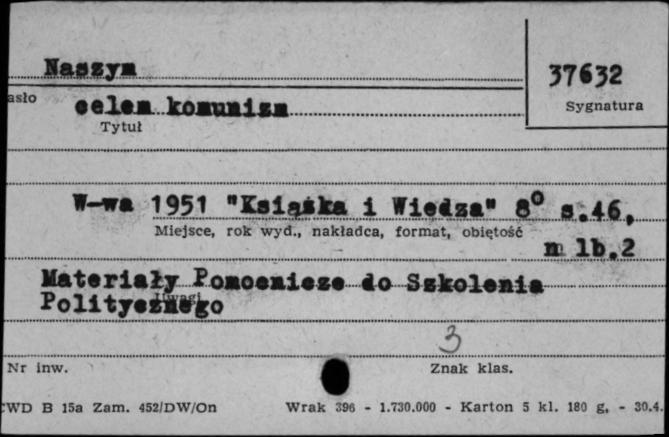 Naszym
37632
asło
celem komunizm
Sygnatura
Tytuł
W-wa 1951 "Książka i Wiedza" 8° s.46,
Miejsce, rok wyd., nakładca, format, objętość
n lb.2
Materiały Pomocnicze do Szkolenia
Politycznego
Uwagi
3
Nr inw.
Znak klas.
CWD B 15a Zam. 452/DW/On
Wrak 396 - 1.730.000 - Karton 5 kl. 180 g. - 30.4.